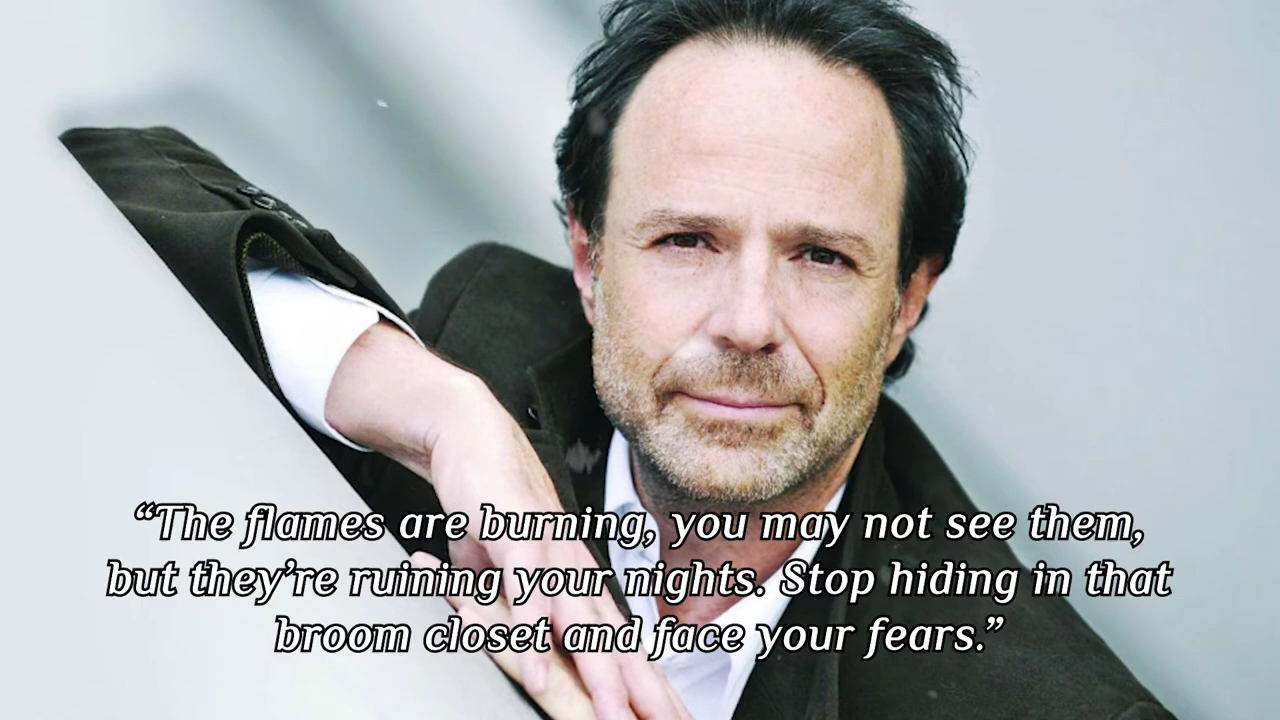 “The flames are burning, you may not see them,
but they’re ruining your nights. Stop hiding in that
broom closet and face your fears.”